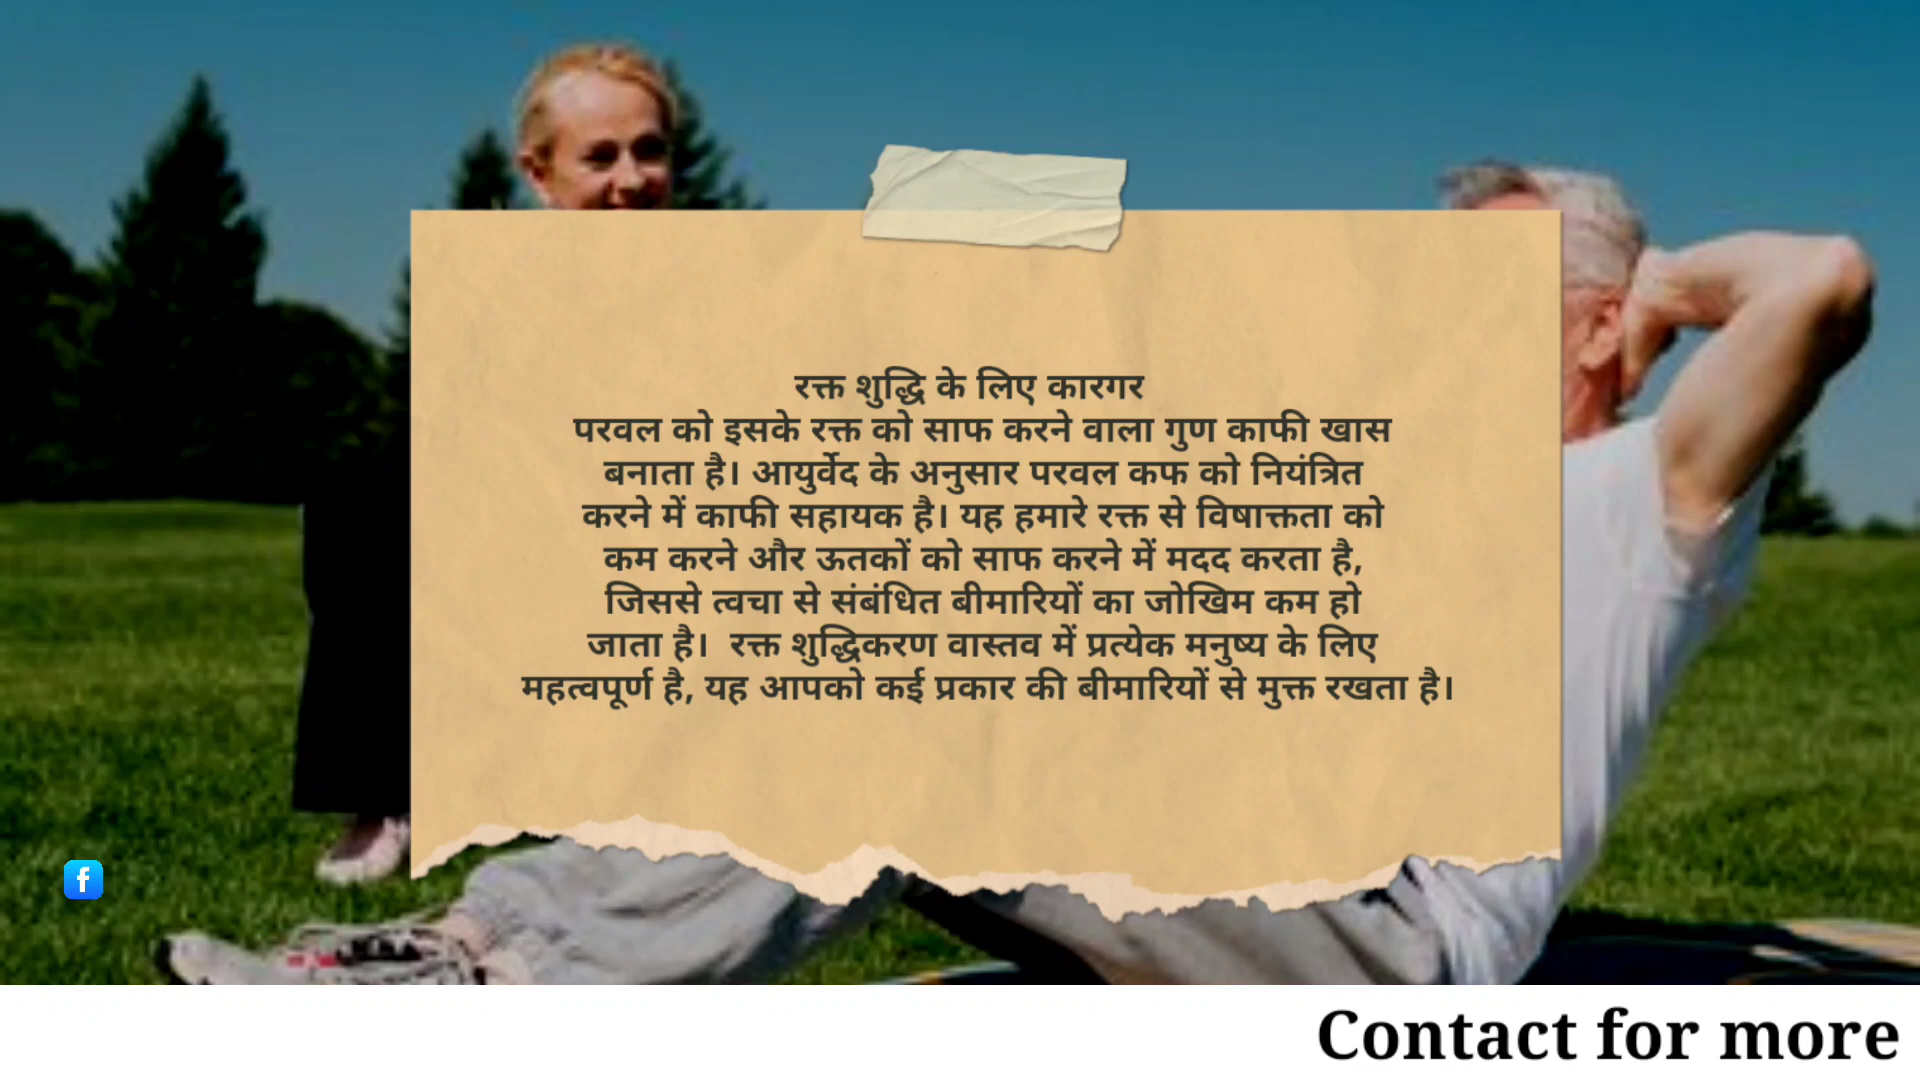 रक्त शुद्धि के लिए कारगर
परवल को इसके रक्त को साफ करने वाला गुण काफी खास
बनाता है। आयुर्वेद के अनुसार परवल कफ को नियंत्रित
करने में काफी सहायक है। यह हमारे रक्त से विषाक्तता को
कम करने और ऊतकों को साफ करने में मदद करता है,
जिससे त्वचा से संबंधित बीमारियों का जोखिम कम हो
जाता है। रक्त शुद्धिकरण वास्तव में प्रत्येक मनुष्य के लिए
महत्वपूर्ण है, यह आपको कई प्रकार की बीमारियों से मुक्त रखता है।
Contact for more